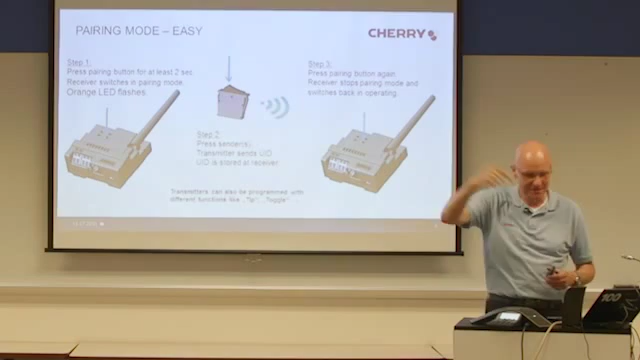 PAIRING MODE – EASY
CHERRY
Step 1:
Press pairing button for at least 2 sec.
Receiver switches in pairing mode.
Orange LED flashes.
Step 2
Press sender(s)
Transmitter sends UID
UID is stored at receiver
Step 3:
Press pairing button again.
Receiver stops pairing mode and
switches back in operating.
Transmitters can also be programmed with
different functions like „Tip“, „Toggle“
100